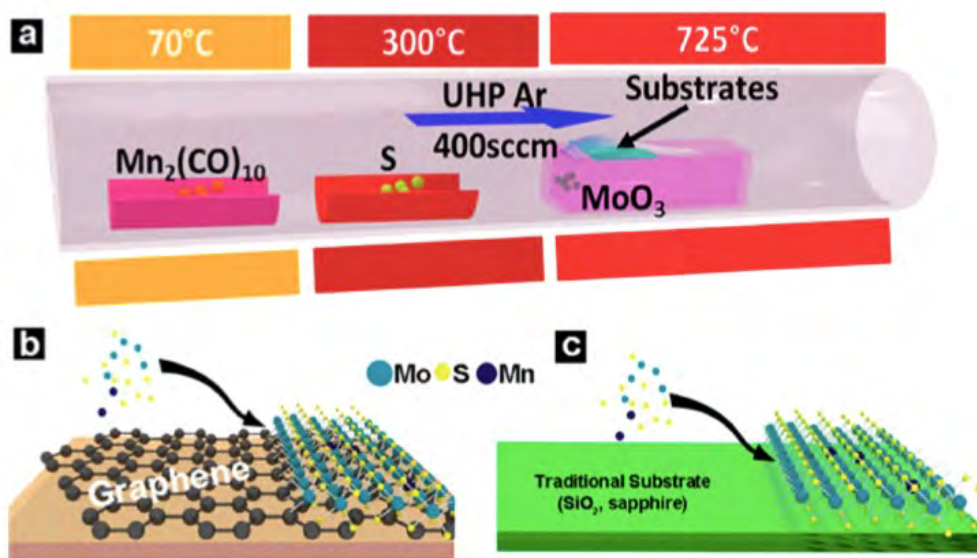 a
70°C
300°C
725°C
UHP Ar
400sccm
Substrates
Mn₂(CO)₁₀
S
MoO₃
b
Mo S Mn
Graphene
c
Traditional Substrate
(SiO₂, sapphire)